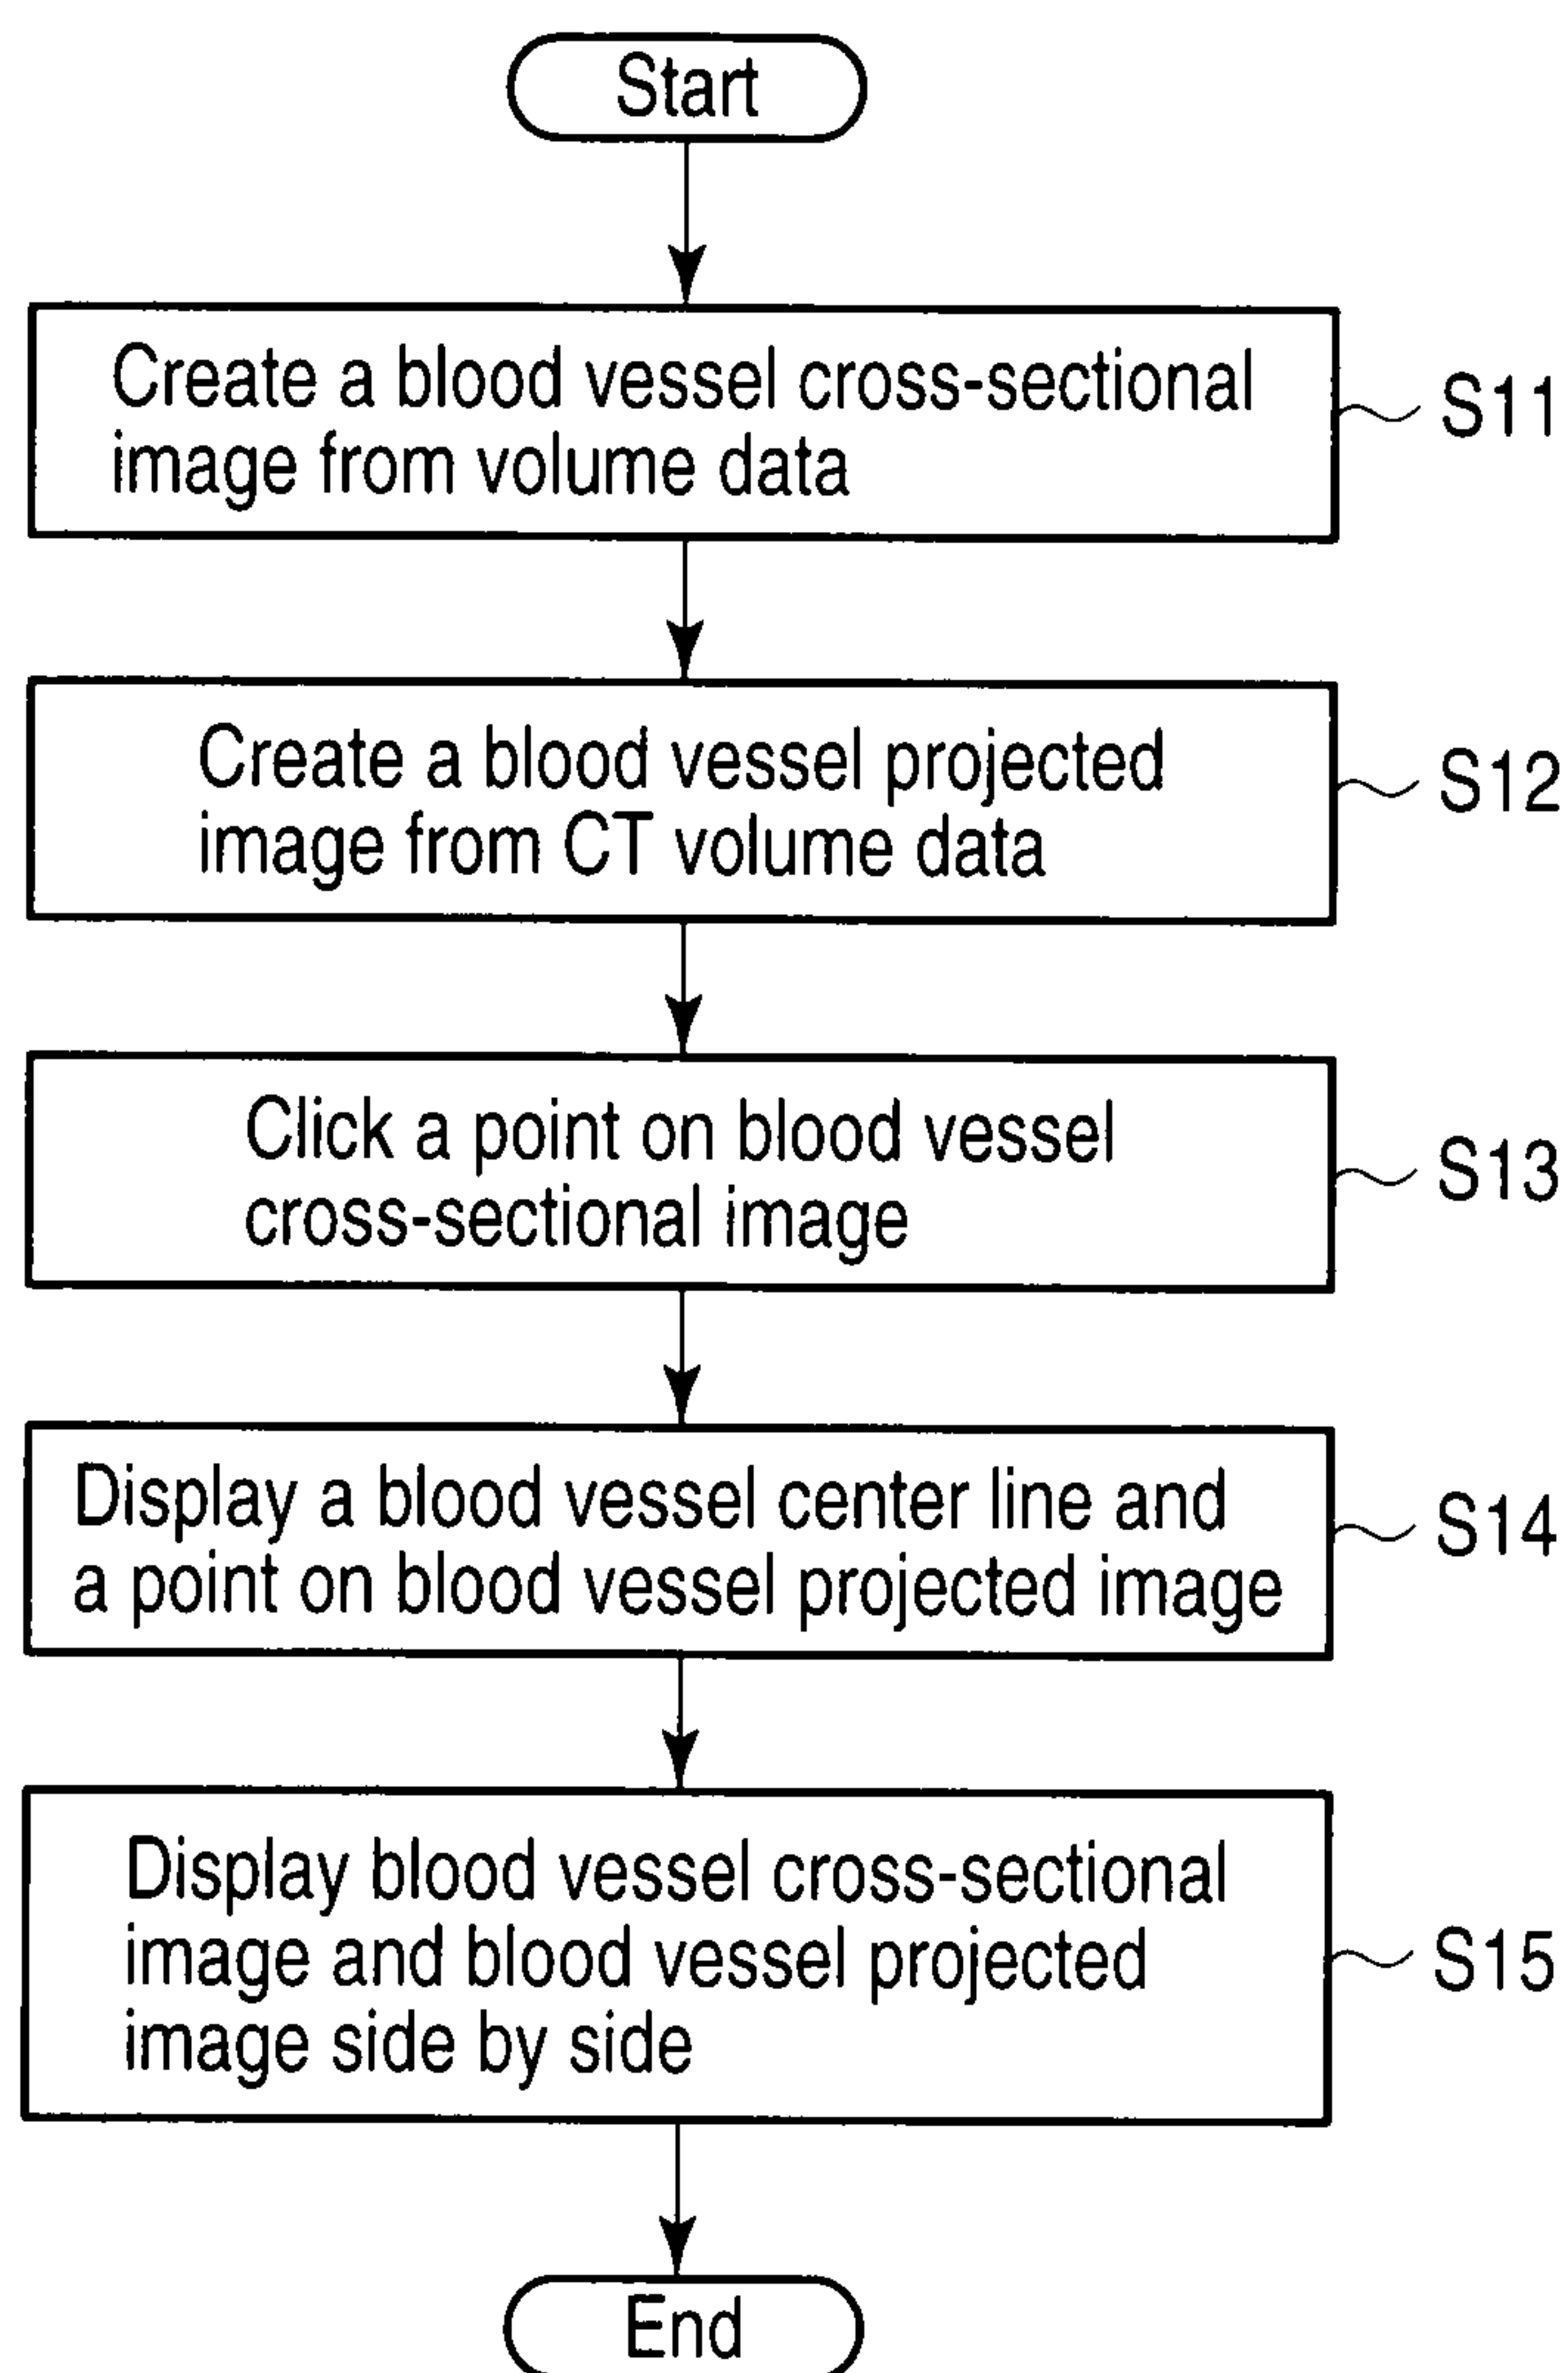 Start
Create a blood vessel cross-sectional
image from volume data
S11
Create a blood vessel projected
image from CT volume data
S12
Click a point on blood vessel
cross-sectional image
S13
Display a blood vessel center line and
a point on blood vessel projected image
S14
Display blood vessel cross-sectional
image and blood vessel projected
image side by side
S15
End